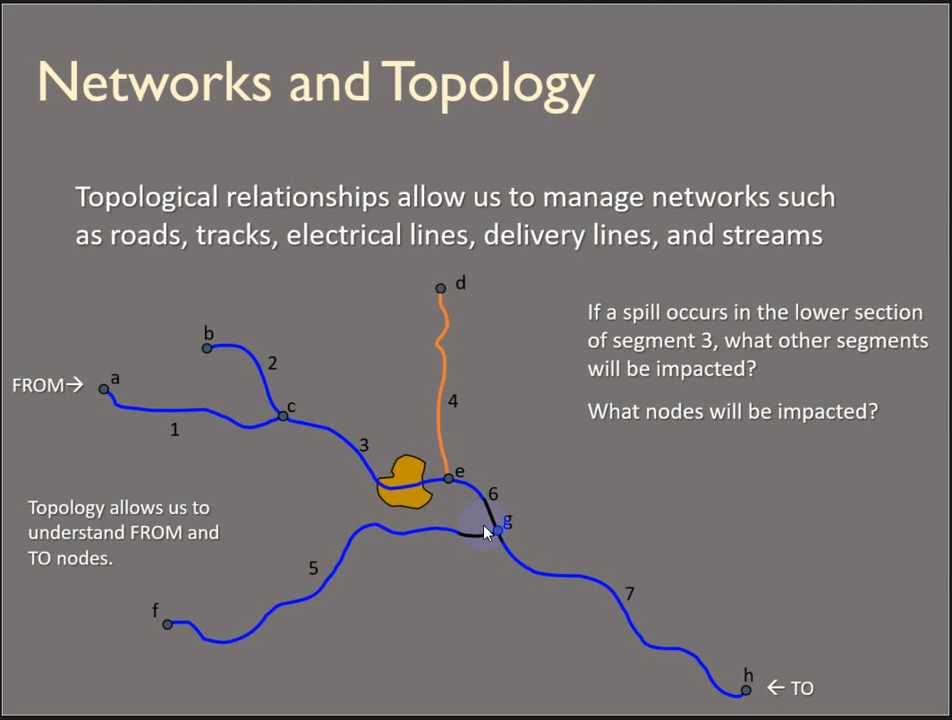 Networks and Topology
Topological relationships allow us to manage networks such
as roads, tracks, electrical lines, delivery lines, and streams
d
If a spill occurs in the lower section
of segment 3, what other segments
will be impacted?
What nodes will be impacted?
b
2
FROM→ a
c
4
1
3
e
6
g
Topology allows us to
understand FROM and
TO nodes.
5
7
f
h
← TO